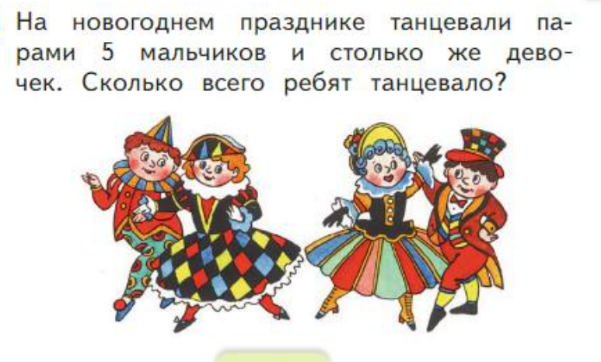 На новогоднем празднике танцевали па-
рами 5 мальчиков и столько же дево-
чек. Сколько всего ребят танцевало?